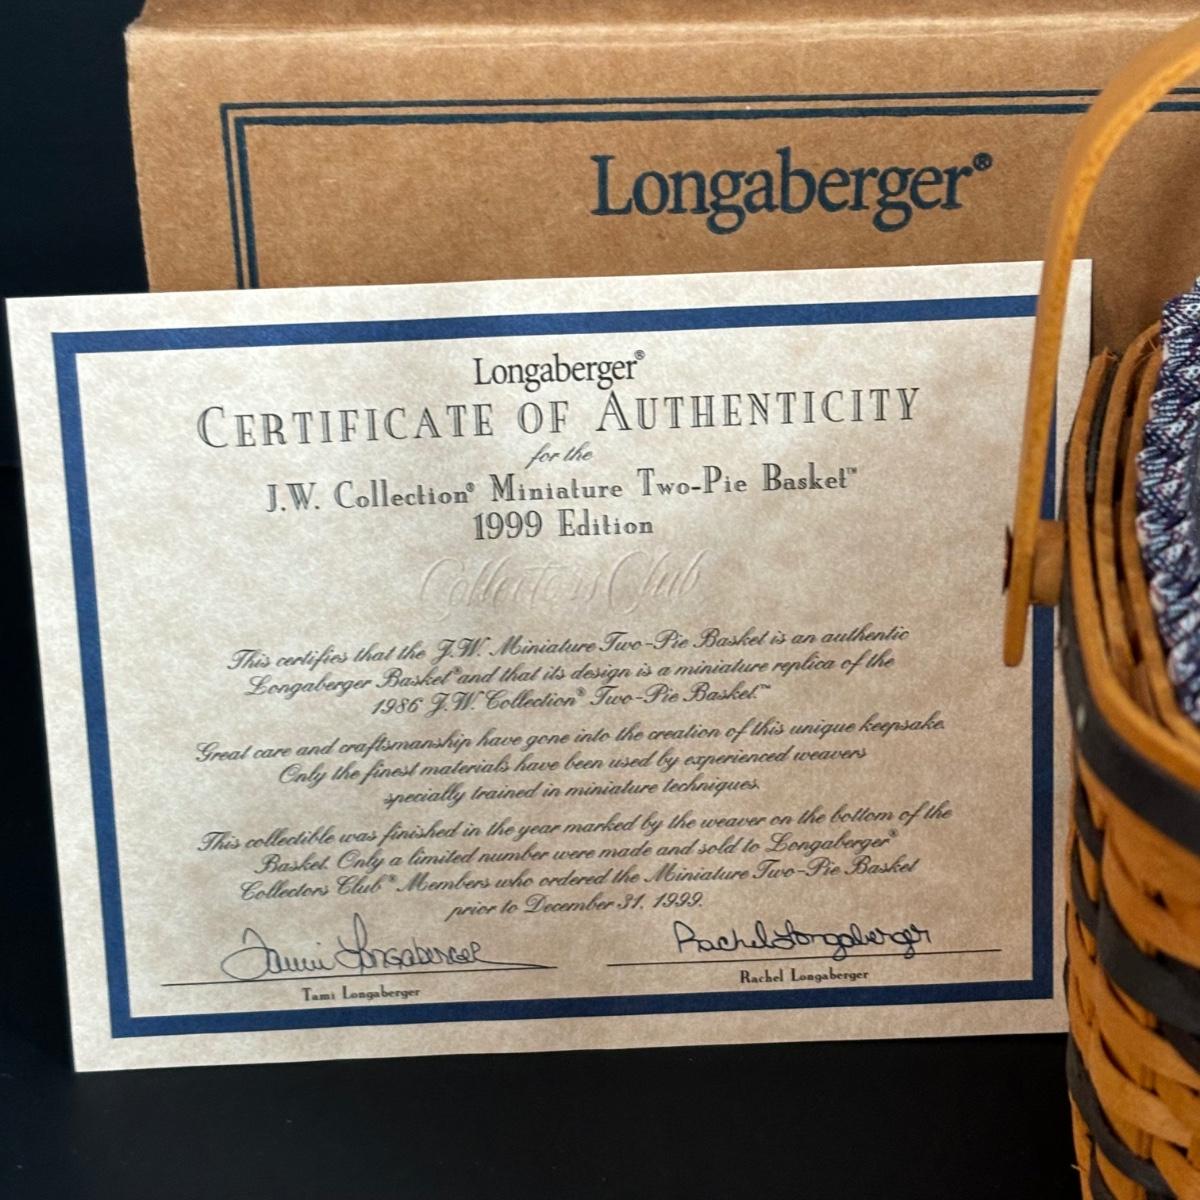 Longaberger®
Longaberger®
CERTIFICATE OF AUTHENTICITY
for the
J.W. Collection® Miniature Two-Pie Basket™
1999 Edition
Collectors Club
This certifies that the J.W. Miniature Two-Pie Basket is an authentic
Longaberger Basket® and that its design is a miniature replica of the
1986 J.W. Collection® Two-Pie Basket.™
Great care and craftsmanship have gone into the creation of this unique keepsake.
Only the finest materials have been used by experienced weavers
specially trained in miniature techniques.
This collectible was finished in the year marked by the weaver on the bottom of the
Basket. Only a limited number were made and sold to Longaberger®
Collectors Club® Members who ordered the Miniature Two-Pie Basket
prior to December 31, 1999.
Tami Longaberger
Rachel Longaberger
Tami Longaberger
Rachel Longaberger